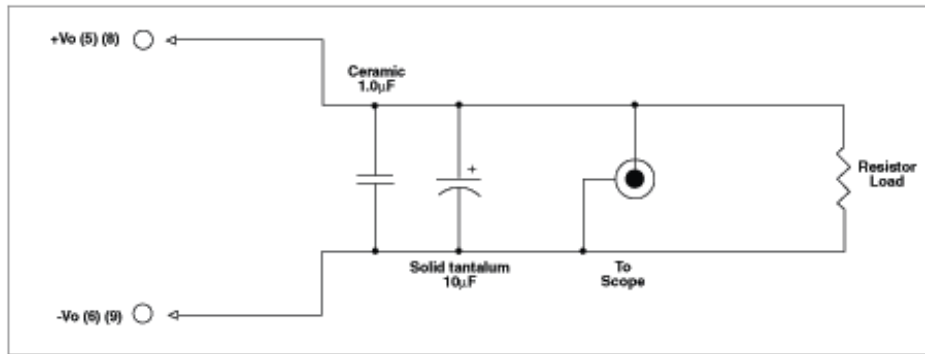 +Vo (5) (8)
Ceramic
1.0µF
+
Resistor
Load
Solid tantalum
10µF
To
Scope
-Vo (6) (9)